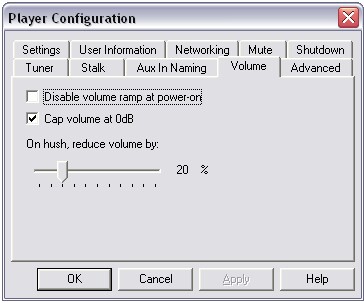 Player Configuration
Settings User Information Networking Mute Shutdown
Tuner Stalk Aux In Naming Volume Advanced
Disable volume ramp at power-on
Cap volume at 0dB
On hush, reduce volume by:
20 %
OK Cancel Apply Help